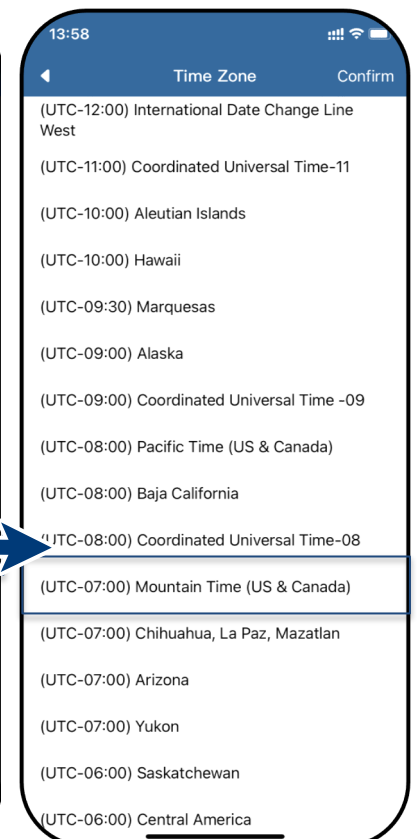 13:58
Time Zone
Confirm
(UTC-12:00) International Date Change Line
West
(UTC-11:00) Coordinated Universal Time-11
(UTC-10:00) Aleutian Islands
(UTC-10:00) Hawaii
(UTC-09:30) Marquesas
(UTC-09:00) Alaska
(UTC-09:00) Coordinated Universal Time -09
(UTC-08:00) Pacific Time (US & Canada)
(UTC-08:00) Baja California
(UTC-08:00) Coordinated Universal Time-08
(UTC-07:00) Mountain Time (US & Canada)
(UTC-07:00) Chihuahua, La Paz, Mazatlan
(UTC-07:00) Arizona
(UTC-07:00) Yukon
(UTC-06:00) Saskatchewan
(UTC-06:00) Central America